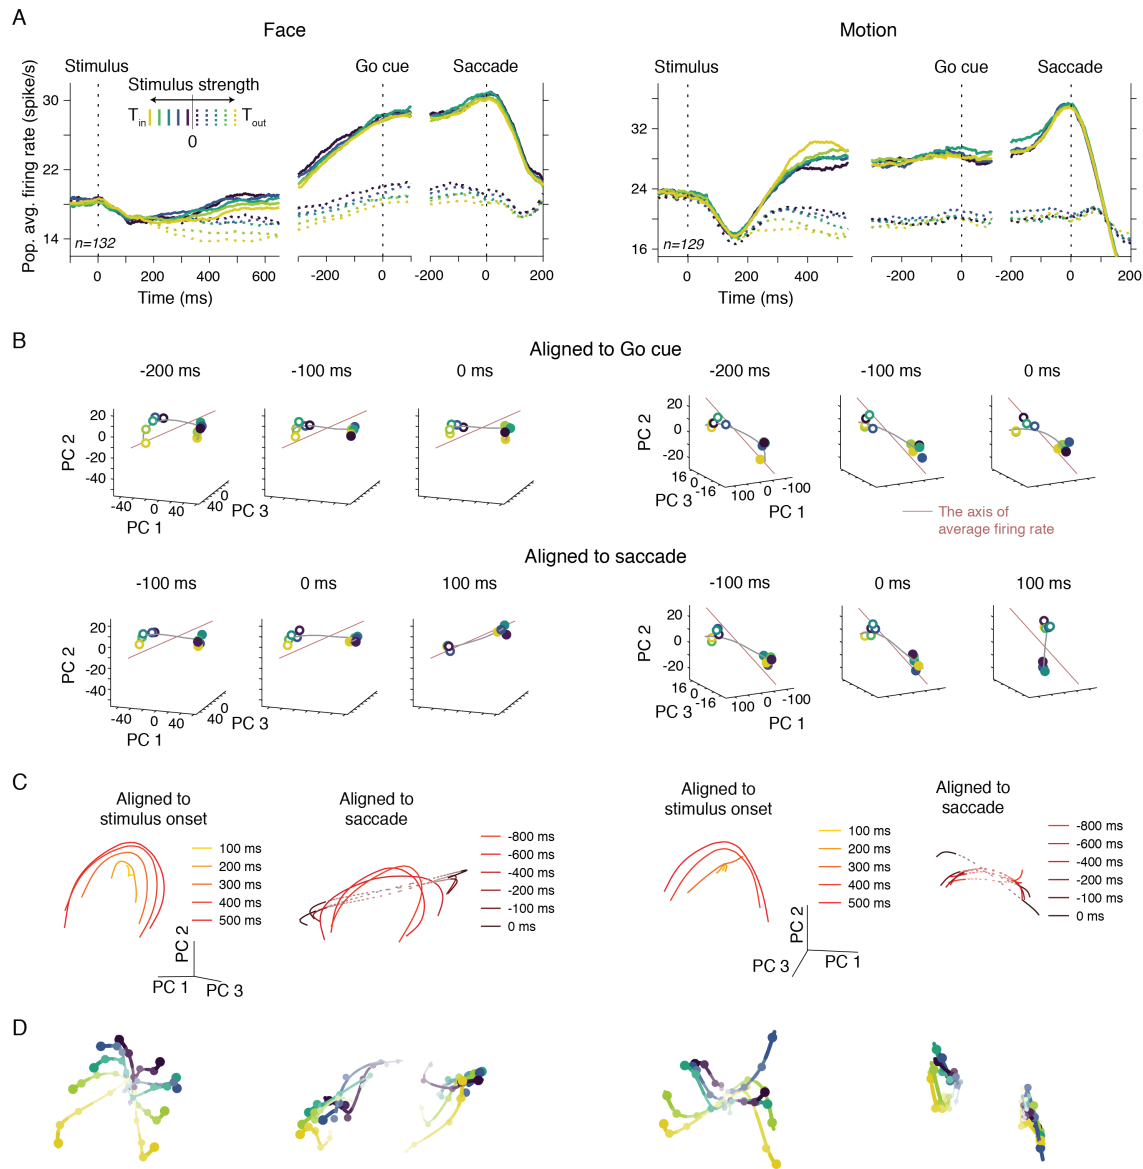 A
Face
Motion
Stimulus
Go cue
Saccade
Stimulus
Go cue
Saccade
Stimulus strength
T in
T out
0
Pop. avg. firing rate (spike/s)
30
22
14
n=132
0
200
400
600
-200
0
-200
0
200
Time (ms)
32
24
16
n=129
0
200
400
-200
0
-200
0
200
Time (ms)
B
Aligned to Go cue
-200 ms
-100 ms
0 ms
-200 ms
-100 ms
0 ms
PC 2
20
0
-20
-40
-40
0
40
PC 1
40
0
PC 3
PC 2
20
0
-20
16
0
-16
PC 3
100
0
-100
PC 1
The axis of
average firing rate
Aligned to saccade
-100 ms
0 ms
100 ms
-100 ms
0 ms
100 ms
PC 2
20
0
-20
-40
-40
0
40
PC 1
40
0
PC 3
PC 2
20
0
-20
16
0
-16
PC 3
100
0
-100
PC 1
C
Aligned to
stimulus onset
100 ms
200 ms
300 ms
400 ms
500 ms
Aligned to
saccade
-800 ms
-600 ms
-400 ms
-200 ms
-100 ms
0 ms
PC 2
PC 1
PC 3
Aligned to
stimulus onset
100 ms
200 ms
300 ms
400 ms
500 ms
Aligned to
saccade
-800 ms
-600 ms
-400 ms
-200 ms
-100 ms
0 ms
PC 2
PC 3
PC 1
D